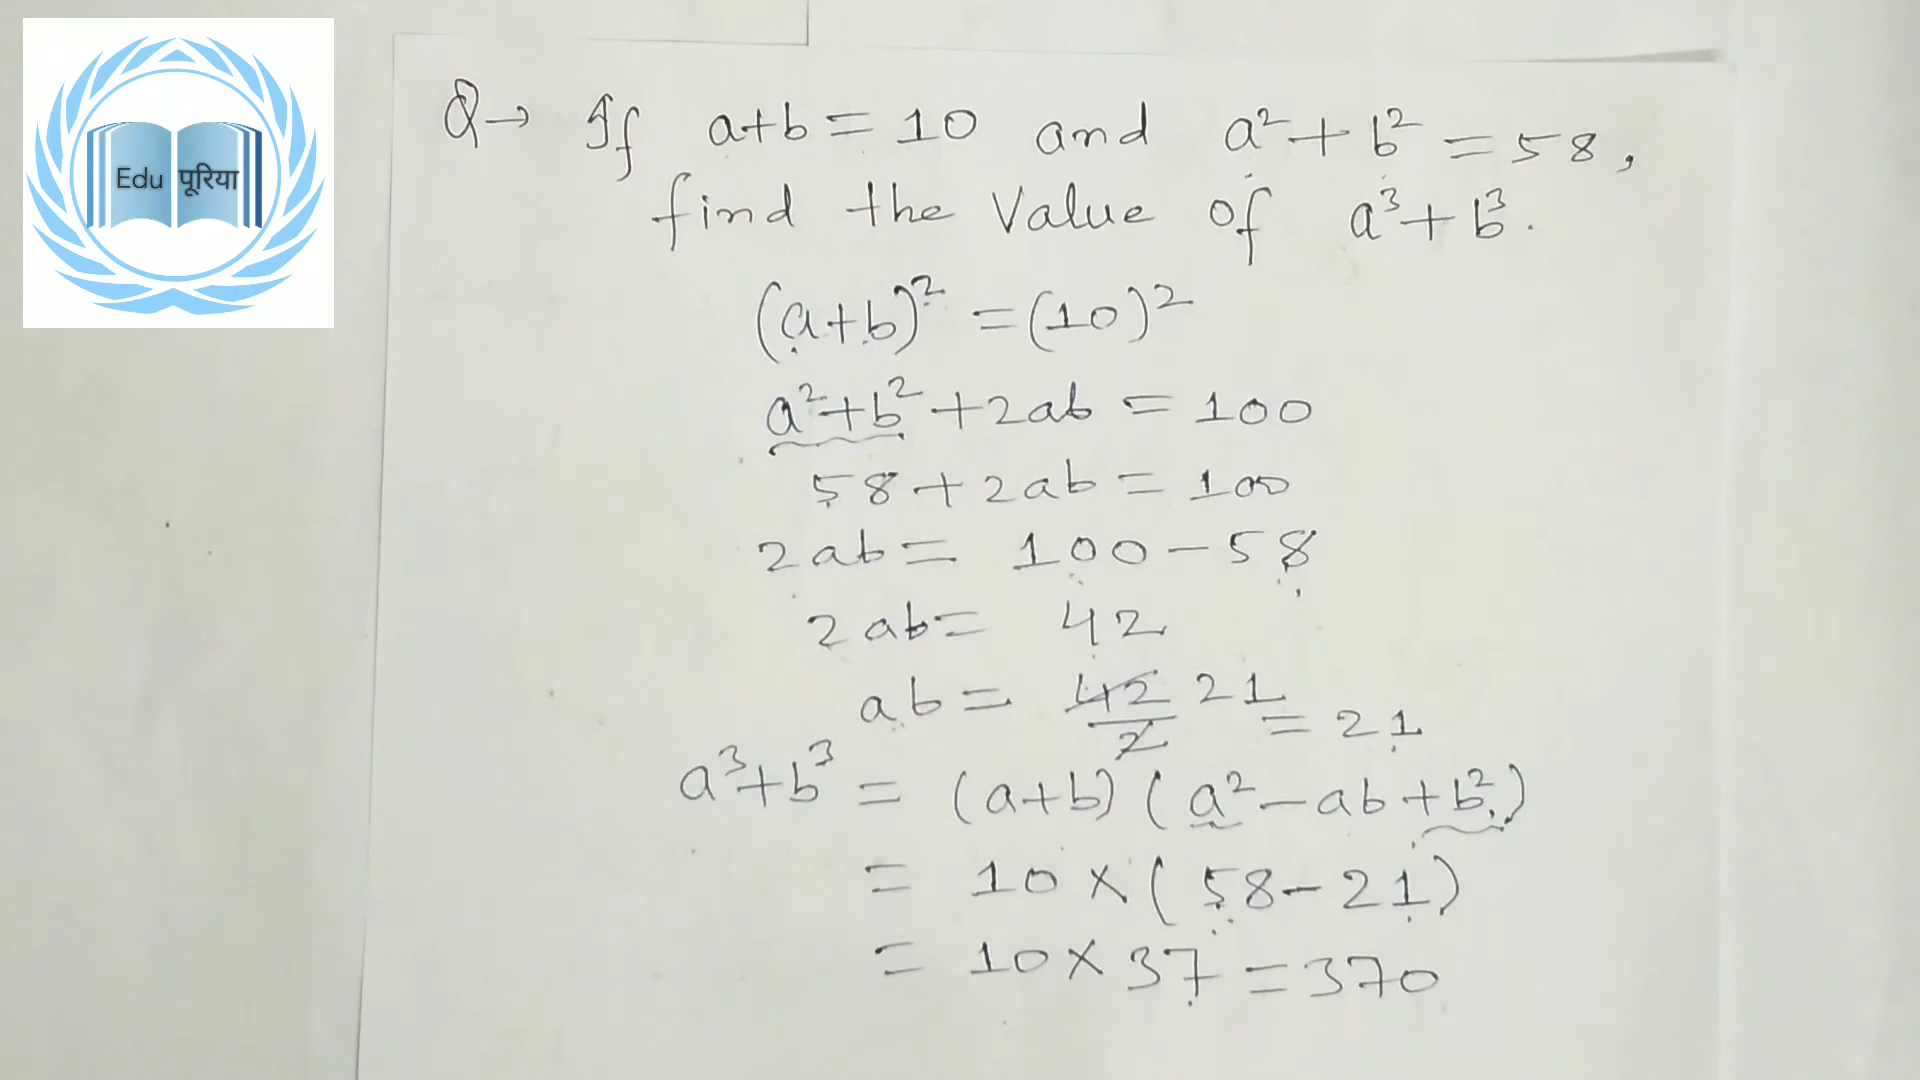 Edu पूरिया
Q→ If a+b = 10 and a²+b² = 58,
find the Value of a³+b³.
(a+b)² = (10)²
a²+b²+2ab = 100
58+2ab = 100
2ab = 100-58
2ab = 42
ab = 42/2 21 = 21
a³+b³ = (a+b)(a²-ab+b²)
= 10×(58-21)
= 10×37 = 370